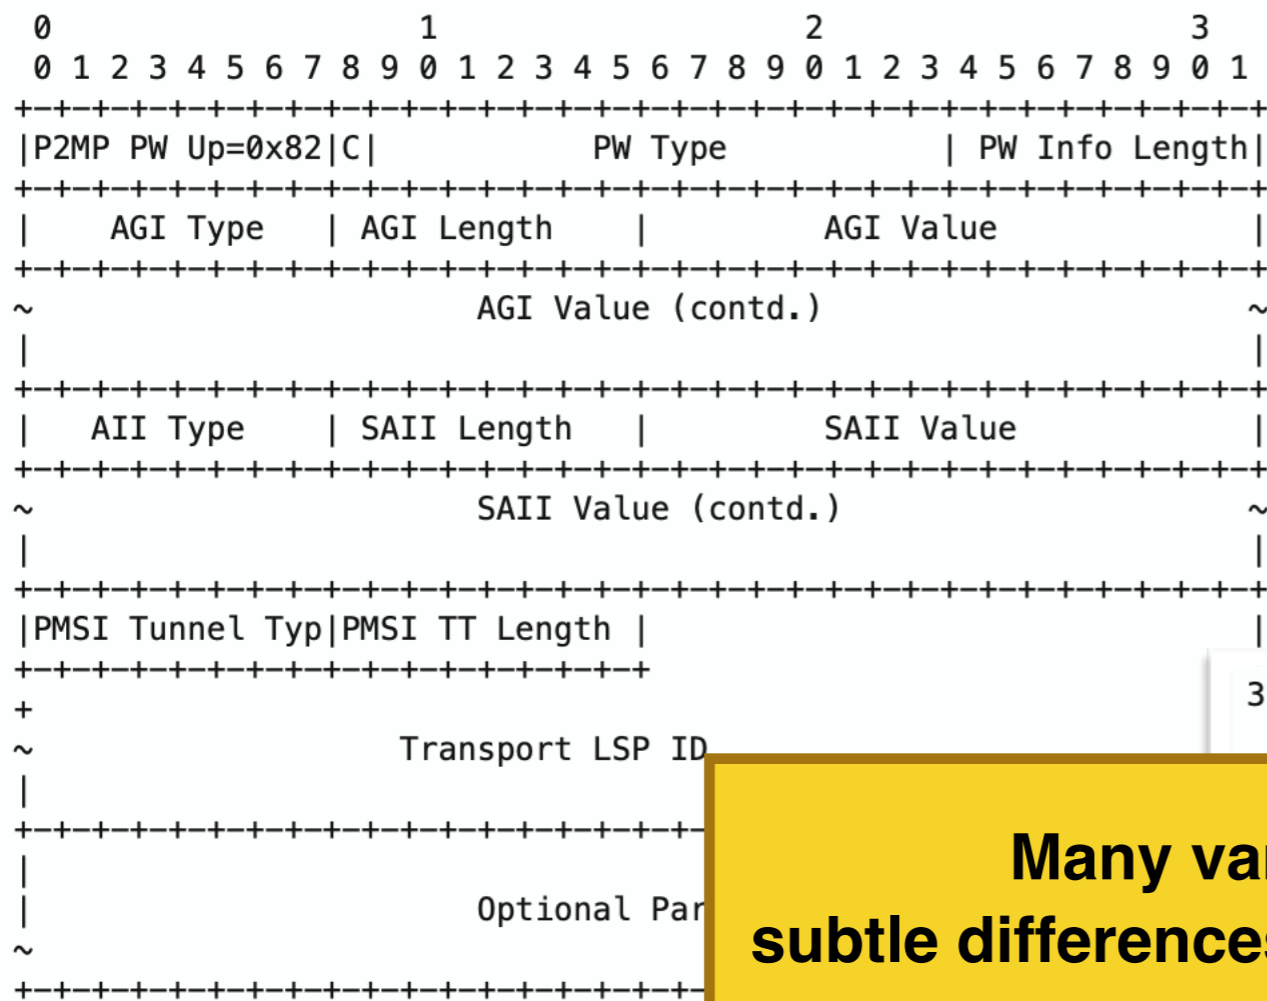 0                   1                   2                   3
 0 1 2 3 4 5 6 7 8 9 0 1 2 3 4 5 6 7 8 9 0 1 2 3 4 5 6 7 8 9 0 1
+-+-+-+-+-+-+-+-+-+-+-+-+-+-+-+-+-+-+-+-+-+-+-+-+-+-+-+-+-+-+-+-+
|P2MP PW Up=0x82|C|           PW Type           | PW Info Length|
+-+-+-+-+-+-+-+-+-+-+-+-+-+-+-+-+-+-+-+-+-+-+-+-+-+-+-+-+-+-+-+-+
|    AGI Type   | AGI Length    |         AGI Value             |
+-+-+-+-+-+-+-+-+-+-+-+-+-+-+-+-+-+-+-+-+-+-+-+-+-+-+-+-+-+-+-+-+
~                       AGI Value (contd.)                      ~
|                                                               |
+-+-+-+-+-+-+-+-+-+-+-+-+-+-+-+-+-+-+-+-+-+-+-+-+-+-+-+-+-+-+-+-+
|   AII Type    | SAII Length   |         SAII Value            |
+-+-+-+-+-+-+-+-+-+-+-+-+-+-+-+-+-+-+-+-+-+-+-+-+-+-+-+-+-+-+-+-+
~                       SAII Value (contd.)                     ~
|                                                               |
+-+-+-+-+-+-+-+-+-+-+-+-+-+-+-+-+-+-+-+-+-+-+-+-+-+-+-+-+-+-+-+-+
|PMSI Tunnel Typ|PMSI TT Length |                               |
+-+-+-+-+-+-+-+-+-+-+-+-+-+-+-+-+
+                                                               3
~                   Transport LSP ID
|
+-+-+-+-+-+-+-+-+-+-+-+-+-+-+-+-+-+-
|
|                       Optional Par
~
+-+-+-+-+-+-+-+-+-+-+-+-+-+-+-+-+-+-
Many
subtle differences